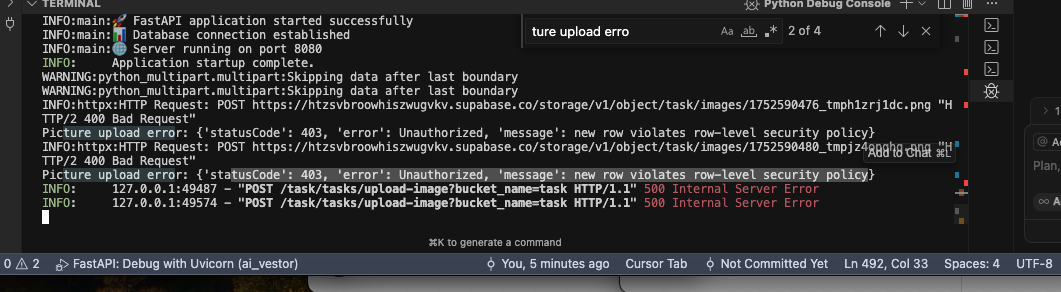 TERMINAL
Python Debug Console
INFO:main:🚀 FastAPI application started successfully
INFO:main:📊 Database connection established
INFO:main:🌐 Server running on port 8080
ture upload erro
Aa ab .* 2 of 4
INFO: Application startup complete.
WARNING:python_multipart.multipart:Skipping data after last boundary
WARNING:python_multipart.multipart:Skipping data after last boundary
INFO:httpx:HTTP Request: POST https://htzsvbroowhiszwugvkv.supabase.co/storage/v1/object/task/images/1752590476_tmph1zrj1dc.png "H
TTP/2 400 Bad Request"
Picture upload error: {'statusCode': 403, 'error': Unauthorized, 'message': new row violates row-level security policy}
INFO:httpx:HTTP Request: POST https://htzsvbroowhiszwugvkv.supabase.co/storage/v1/object/task/images/1752590480 "H
TTP/2 400 Bad Request"
Add to Chat ⌘L
Picture upload error: {'statusCode': 403, 'error': Unauthorized, 'message': new row violates row-level security policy}
INFO: 127.0.0.1:49487 - "POST /task/tasks/upload-image?bucket_name=task HTTP/1.1" 500 Internal Server Error
INFO: 127.0.0.1:49574 - "POST /task/tasks/upload-image?bucket_name=task HTTP/1.1" 500 Internal Server Error
⌘K to generate a command
> 1
@
Plan,
∞
0 ⚠ 2 FastAPI: Debug with Uvicorn (ai_vestor) You, 5 minutes ago Cursor Tab Not Committed Yet Ln 492, Col 33 Spaces: 4 UTF-8